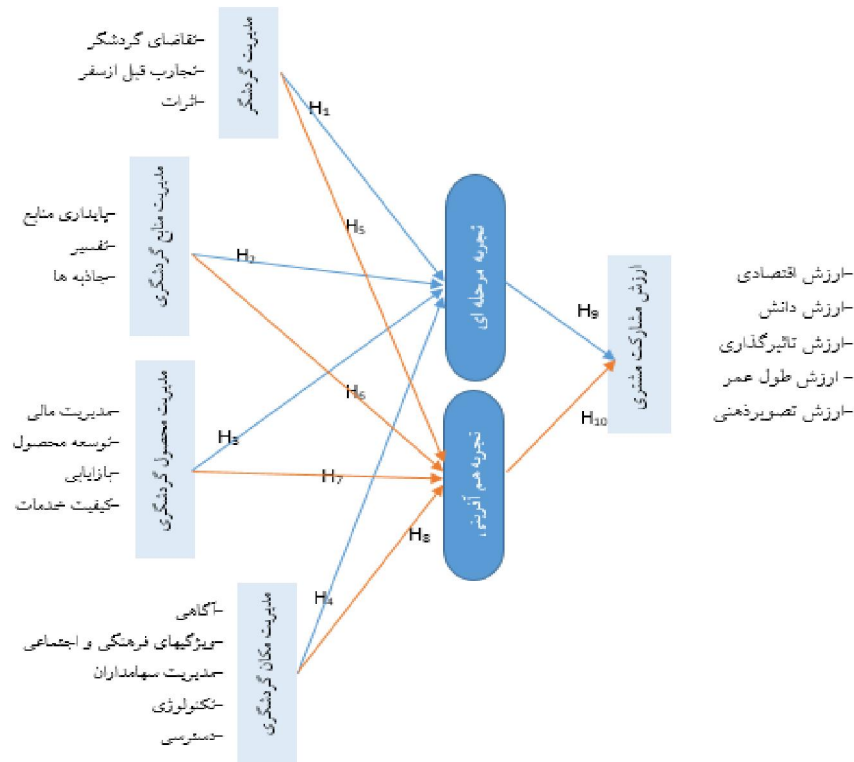 مدیریت گردشگر
-تقاضای گردشگر
-تجارب قبل ازسفر
-اثرات
مدیریت منابع گردشگری
-پایداری منابع
-تفسیر
-جاذبه ها
مدیریت محصول گردشگری
-مدیریت مالی
-توسعه محصول
-بازاریابی
-کیفیت خدمات
مدیریت مکان گردشگری
-آگاهی
-ویژگیهای فرهنگی و اجتماعی
-مدیریت سهامداران
-تکنولوژی
-دسترسی
H1
H5
H2
H6
H3
H7
H8
H4
تجربه مرحله ای
تجربه هم آفرینی
H9
H10
ارزش مشارکت مشتری
-ارزش اقتصادی
-ارزش دانش
-ارزش تاثیرگذاری
- ارزش طول عمر
-ارزش تصویرذهنی